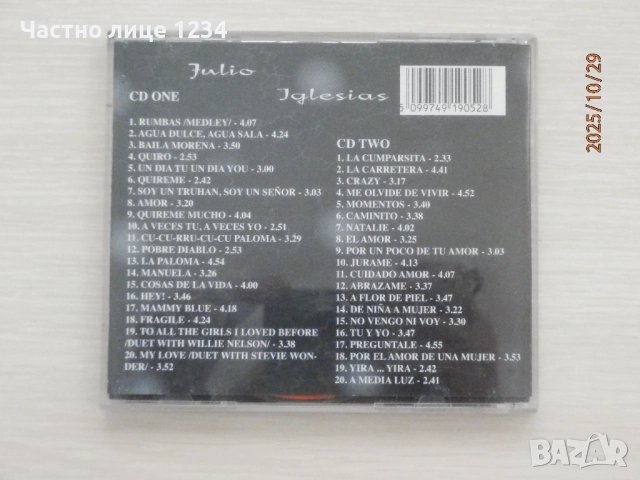 Частно лице 1234
Julio
Iglesias
5 099749 190528
CD ONE
1. RUMBAS /MEDLEY/ - 4.07
2. AGUA DULCE, AGUA SALA - 4.24
3. BAILA MORENA - 3.50
4. QUIRO - 2.53
5. UN DIA TU UN DIA YOU - 3.00
6. QUIREME - 2.42
7. SOY UN TRUHAN, SOY UN SEÑOR - 3.03
8. AMOR - 3.20
9. QUIREME MUCHO - 4.04
10. A VECES TU, A VECES YO - 2.51
11. CU-CU-RRU-CU-CU PALOMA - 3.29
12. POBRE DIABLO - 2.53
13. LA PALOMA - 4.54
14. MANUELA - 3.26
15. COSAS DE LA VIDA - 4.00
16. HEY! - 3.46
17. MAMMY BLUE - 4.18
18. FRAGILE - 4.24
19. TO ALL THE GIRLS I LOVED BEFORE
/DUET WITH WILLIE NELSON/ - 3.38
20. MY LOVE /DUET WITH STEVIE WON-
DER/ - 3.52
CD TWO
1. LA CUMPARSITA - 2.33
2. LA CARRETERA - 4.41
3. CRAZY - 3.17
4. ME OLVIDE DE VIVIR - 4.52
5. MOMENTOS - 3.40
6. CAMINITO - 3.38
7. NATALIE - 4.02
8. EL AMOR - 3.25
9. POR UN POCO DE TU AMOR - 3.03
10. JURAME - 4.13
11. CUIDADO AMOR - 4.07
12. ABRAZAME - 3.37
13. A FLOR DE PIEL - 3.47
14. DE NIÑA A MUJER - 3.22
15. NO VENGO NI VOY - 3.30
16. TU Y YO - 3.47
17. PREGUNTALE - 4.55
18. POR EL AMOR DE UNA MUJER - 3.53
19. YIRA ... YIRA - 2.42
20. A MEDIA LUZ - 2.41
2025/10/29
BAZAR